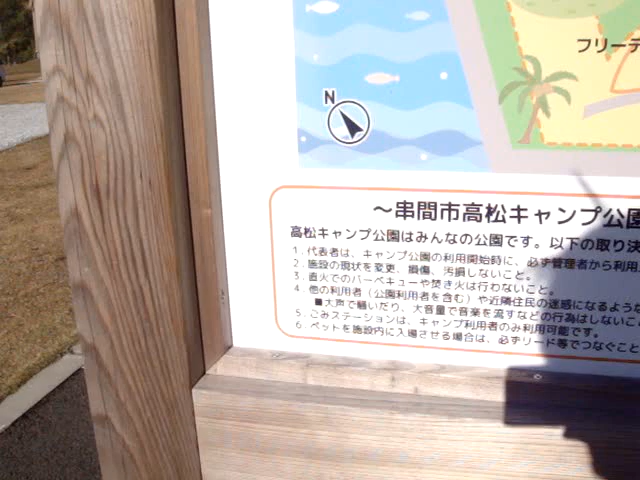 フリーテ
N
〜串間市高松キャンプ公園
高松キャンプ公園はみんなの公園です。以下の取り決
1. 代表者は、キャンプ公園の利用開始時に、必ず管理者から利用
2. 施設の現状を変更、損傷、汚損しないこと。
3. 直火でのバーベキューや焚き火は行わないこと。
4. 他の利用者（公園利用者を含む）や近隣住民の迷惑になるような
■大声で騒いだり、大音量で音楽を流すなどの行為はしないこ
5. ごみステーションは、キャンプ利用者のみ利用可能です。
6. ペットを施設内に入場させる場合は、必ずリード等でつなぐこと